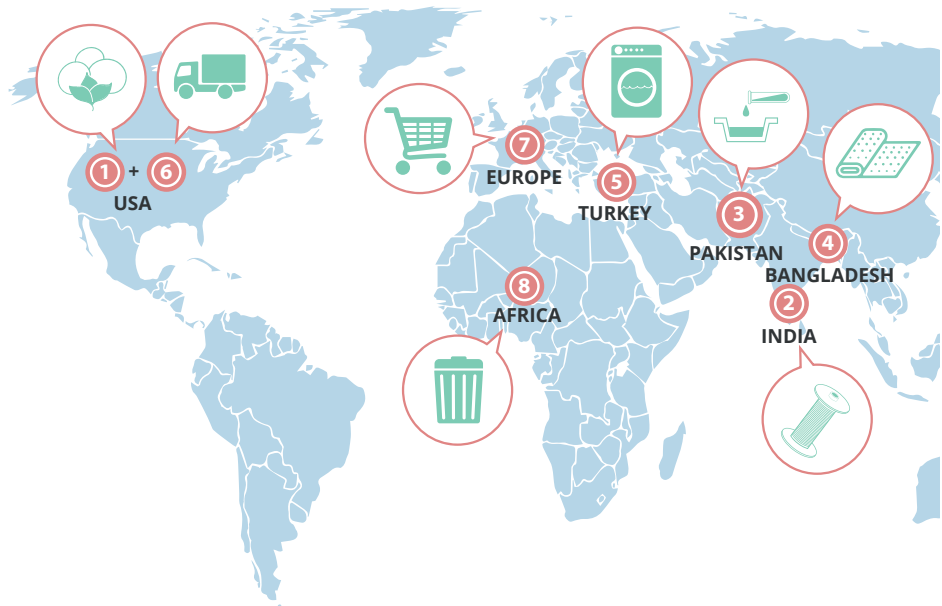 1 + 6
USA
7
EUROPE
5
TURKEY
3
PAKISTAN
4
BANGLADESH
2
INDIA
8
AFRICA